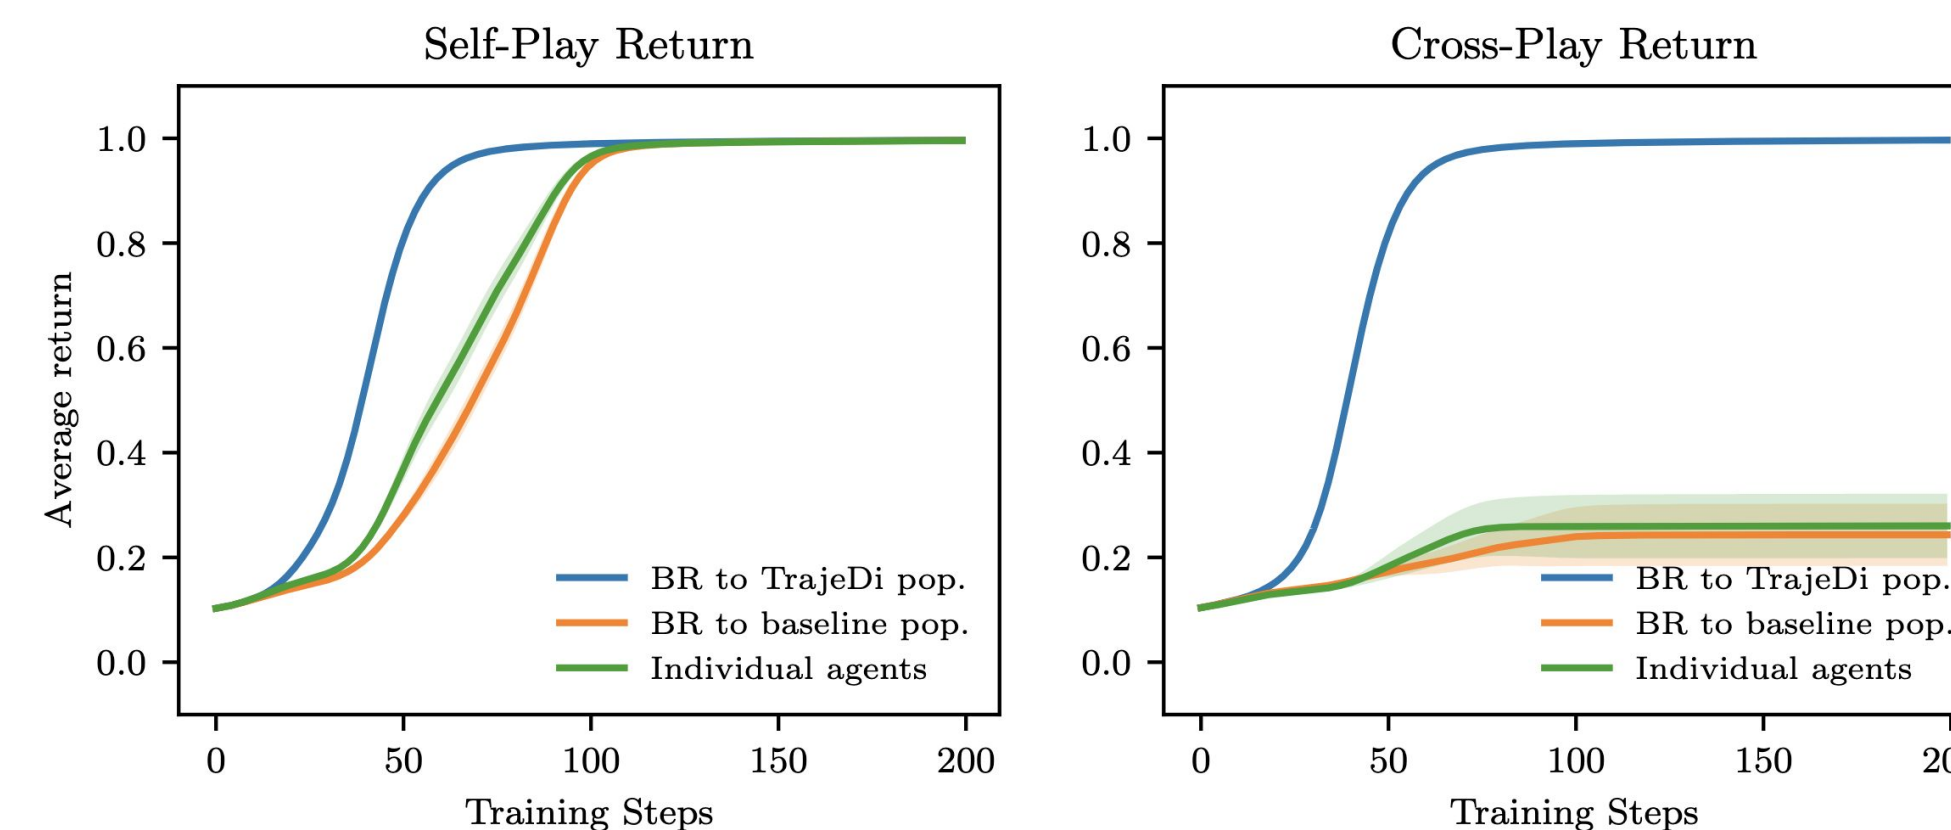 Self-Play Return
Average return
1.0
0.8
0.6
0.4
0.2
0.0
BR to TrajeDi pop.
BR to baseline pop.
Individual agents
0 50 100 150 200
Training Steps
Cross-Play Return
1.0
0.8
0.6
0.4
0.2
0.0
BR to TrajeDi pop.
BR to baseline pop.
Individual agents
0 50 100 150
Training Steps